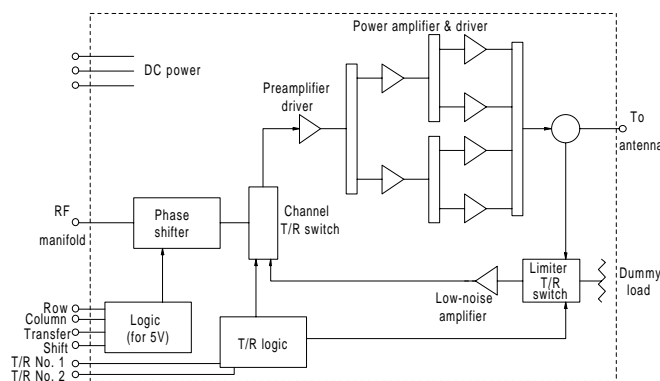 Power amplifier & driver
DC power
Preamplifier
driver
To
antenna
RF
manifold
Phase
shifter
Channel
T/R switch
Limiter
T/R
switch
Dummy
load
Low-noise
amplifier
Row
Column
Transfer
Shift
Logic
(for 5V)
T/R logic
T/R No. 1
T/R No. 2